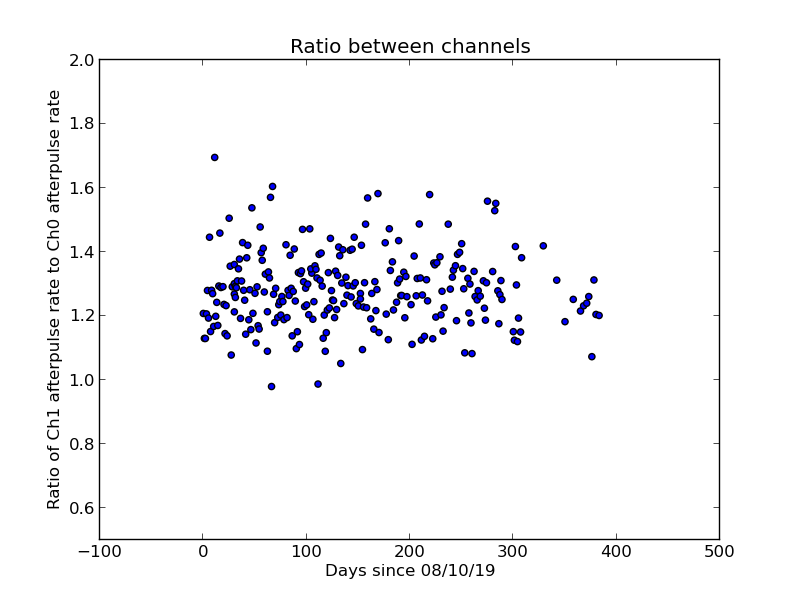 Ratio between channels
Ratio of Ch1 afterpulse rate to Ch0 afterpulse rate
2.0
1.8
1.6
1.4
1.2
1.0
0.8
0.6
−100 0 100 200 300 400 500
Days since 08/10/19